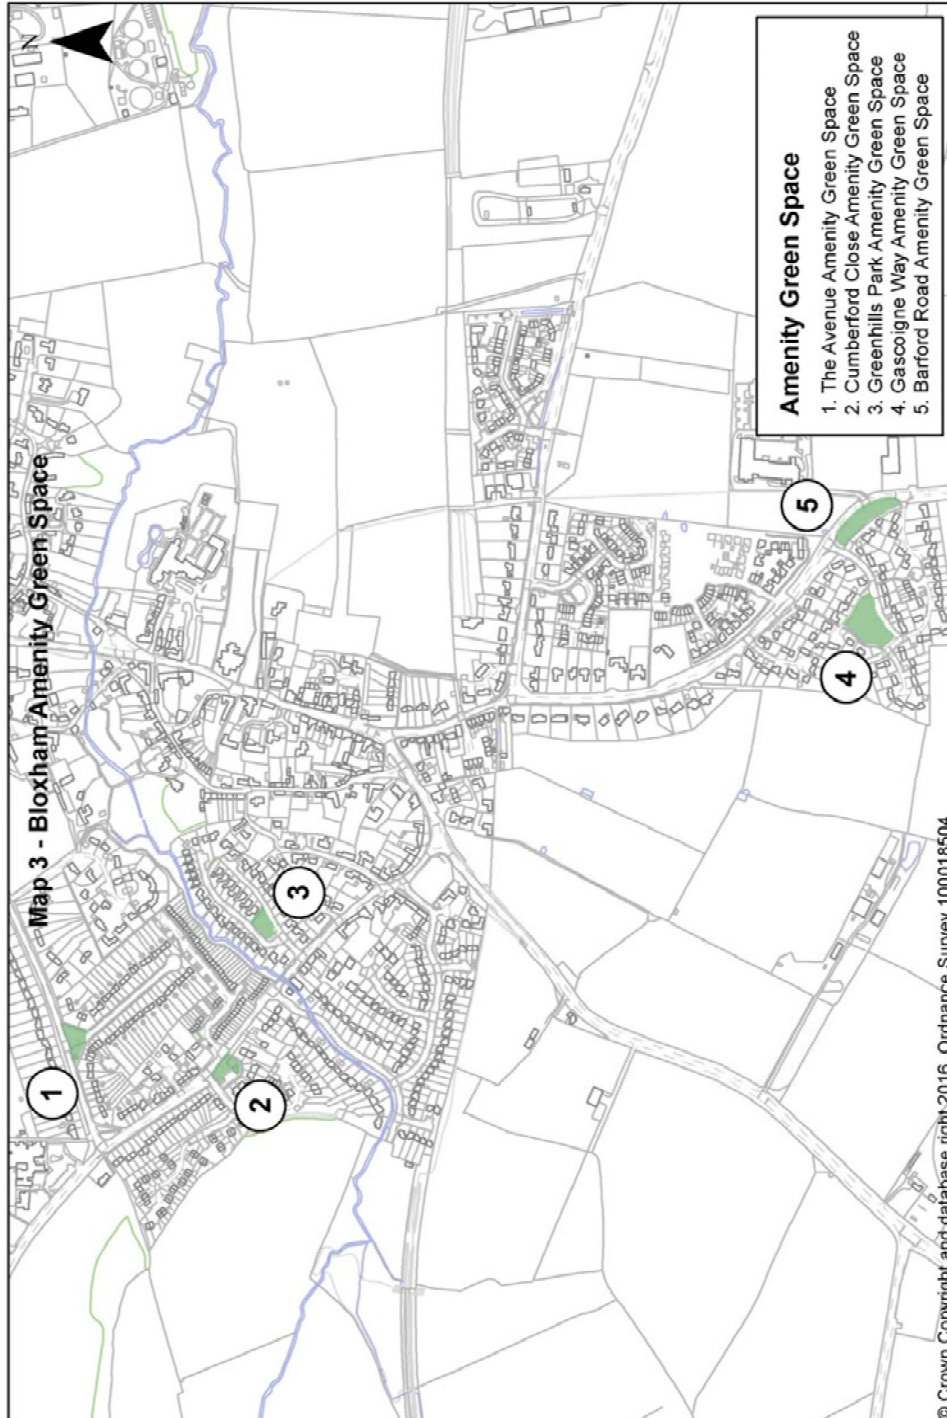 Map 3 - Bloxham Amenity Green Space
N
1
2
3
4
5
Amenity Green Space
1. The Avenue Amenity Green Space
2. Cumberford Close Amenity Green Space
3. Greenhills Park Amenity Green Space
4. Gascoigne Way Amenity Green Space
5. Barford Road Amenity Green Space
© Crown Copyright and database right 2016. Ordnance Survey 100018504